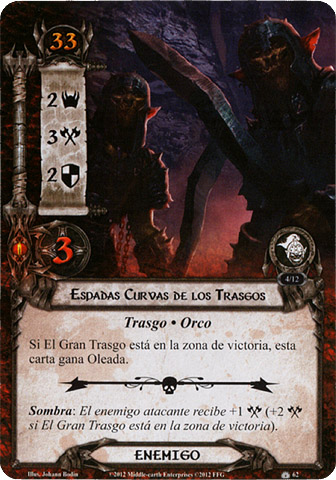 33
2
3
2
3
4/12
Espadas Curvas de los Trasgos
Trasgo • Orco
Si El Gran Trasgo está en la zona de victoria, esta
carta gana Oleada.
Sombra: El enemigo atacante recibe +1 (+2
si El Gran Trasgo está en la zona de victoria).
ENEMIGO
Illus. Johann Bodin
©2012 Middle-earth Enterprises ©2012 FFG
62